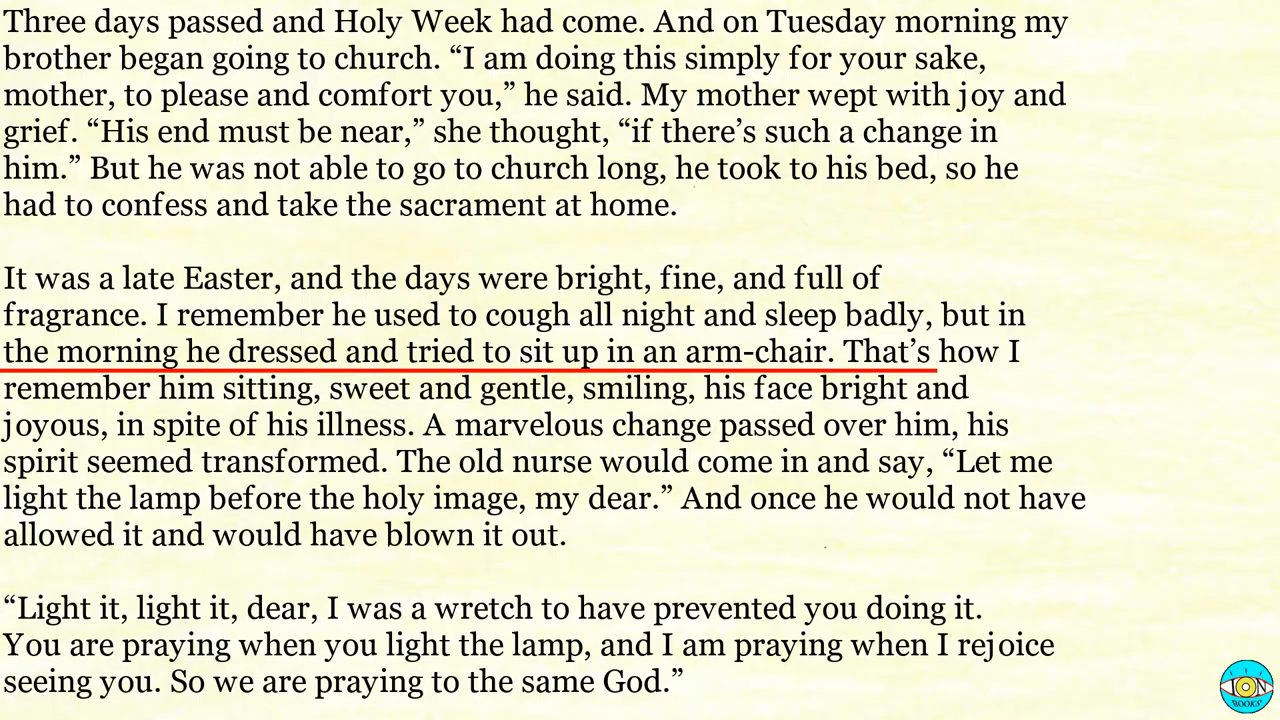 Three days passed and Holy Week had come. And on Tuesday morning my
brother began going to church. “I am doing this simply for your sake,
mother, to please and comfort you,” he said. My mother wept with joy and
grief. “His end must be near,” she thought, “if there’s such a change in
him.” But he was not able to go to church long, he took to his bed, so he
had to confess and take the sacrament at home.
It was a late Easter, and the days were bright, fine, and full of
fragrance. I remember he used to cough all night and sleep badly, but in
the morning he dressed and tried to sit up in an arm-chair. That’s how I
remember him sitting, sweet and gentle, smiling, his face bright and
joyous, in spite of his illness. A marvelous change passed over him, his
spirit seemed transformed. The old nurse would come in and say, “Let me
light the lamp before the holy image, my dear.” And once he would not have
allowed it and would have blown it out.
“Light it, light it, dear, I was a wretch to have prevented you doing it.
You are praying when you light the lamp, and I am praying when I rejoice
seeing you. So we are praying to the same God.”
ION
BOOKS